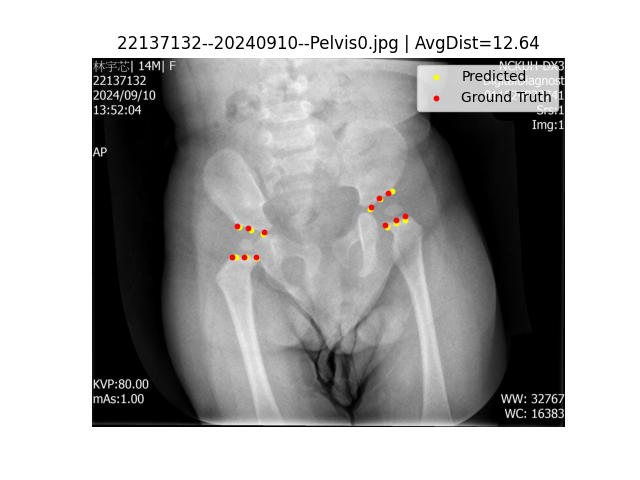 22137132--20240910--Pelvis0.jpg | AvgDist=12.64
林宇芯| 14M| F
22137132
2024/09/10
13:52:04
AP
NCKUH DX3
DigitalDiagnost
Predicted
Ground Truth
Srs:1
Img:1
KVP:80.00
mAs:1.00
WW: 32767
WC: 16383